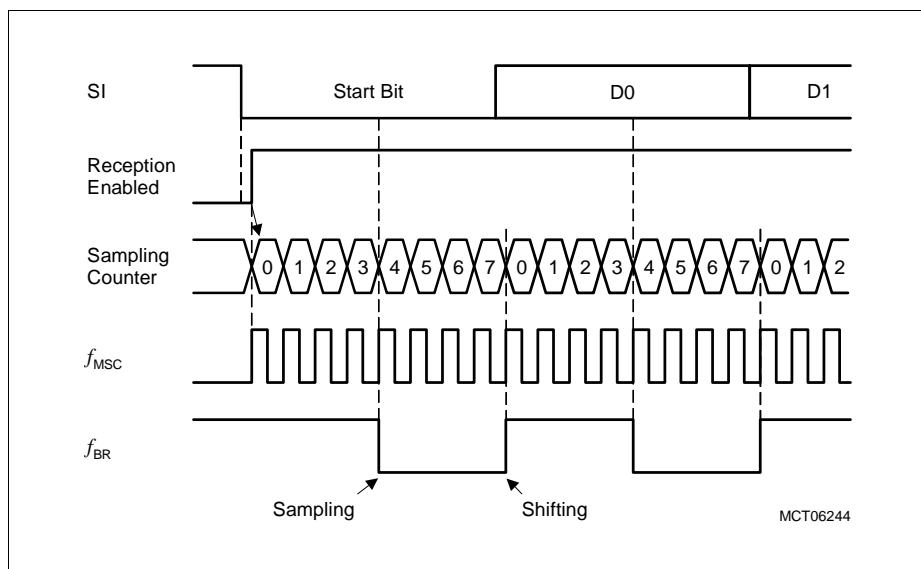 SI
Start Bit
D0
D1
Reception
Enabled
Sampling
Counter
0 1 2 3 4 5 6 7 0 1 2 3 4 5 6 7 0 1 2
fMSC
fBR
Sampling
Shifting
MCT06244